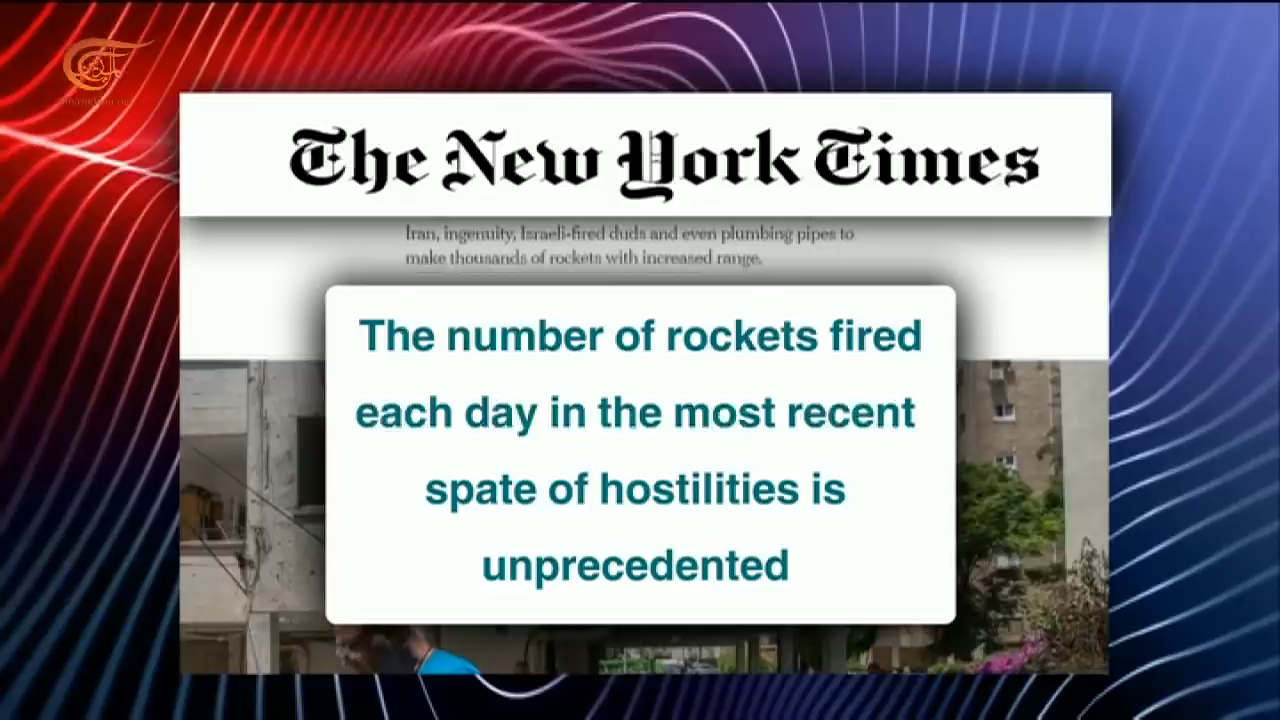 The New York Times
Iran, ingenuity, Israeli-fired duds and even plumbing pipes to
make thousands of rockets with increased range.
The number of rockets fired
each day in the most recent
spate of hostilities is
unprecedented